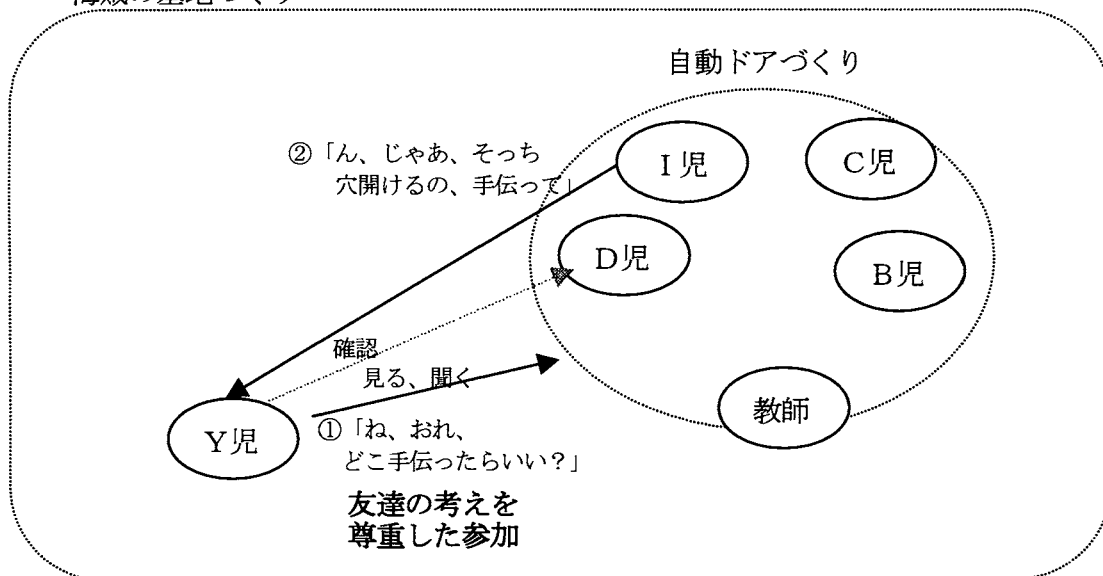 自動ドアづくり
②「ん、じゃあ、そっち
穴開けるの、手伝って」
I児
C児
D児
B児
確認
見る、聞く
Y児
教師
①「ね、おれ、
どこ手伝ったらいい？」
友達の考えを
尊重した参加